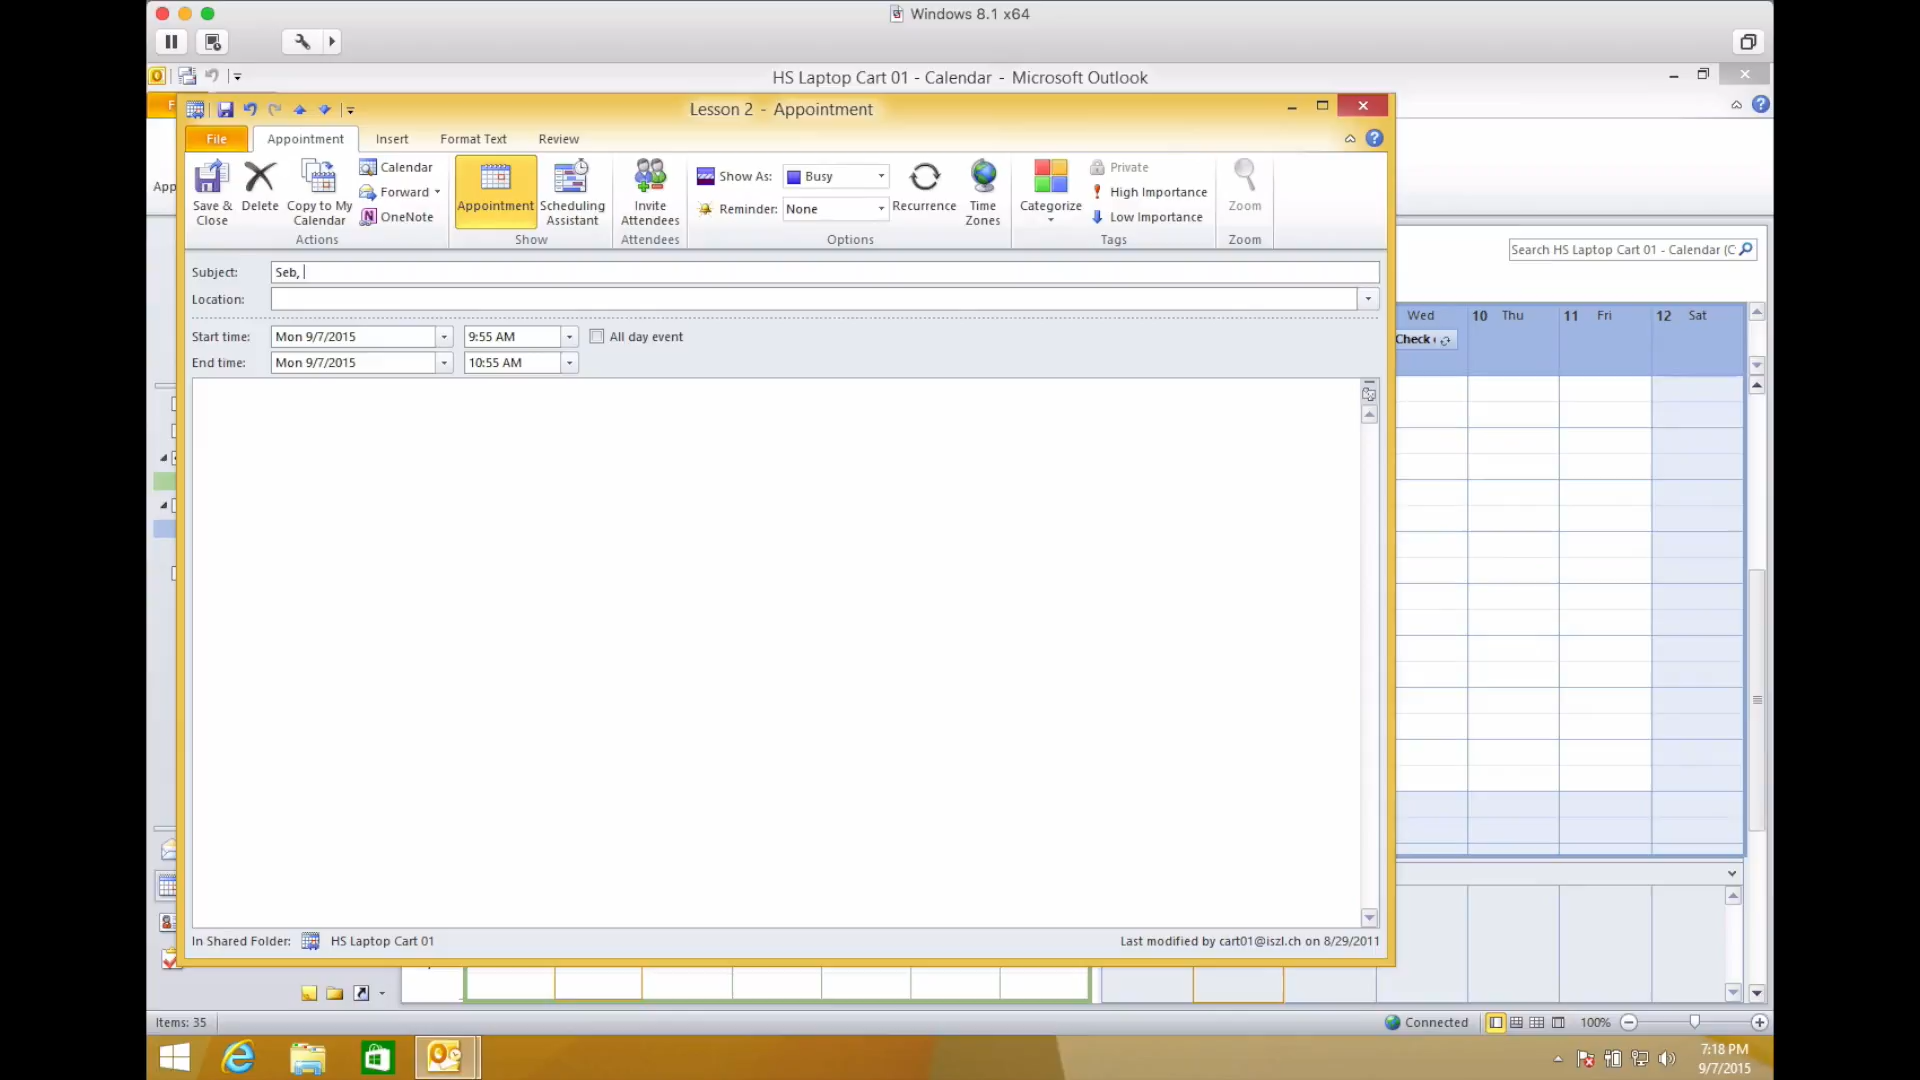 Windows 8.1 x64
HS Laptop Cart 01 - Calendar - Microsoft Outlook
Lesson 2 - Appointment
File Appointment Insert Format Text Review
Save & Close
Delete
Copy to My Calendar
Calendar
Forward
OneNote
Actions
Appointment
Scheduling Assistant
Show
Invite Attendees
Attendees
Show As: Busy
Reminder: None
Recurrence
Time Zones
Options
Categorize
Private
High Importance
Low Importance
Tags
Zoom
Zoom
App
Search HS Laptop Cart 01 - Calendar (C
Subject: Seb,
Location:
Start time: Mon 9/7/2015 9:55 AM All day event
End time: Mon 9/7/2015 10:55 AM
Wed 10 Thu 11 Fri 12 Sat
Check
In Shared Folder: HS Laptop Cart 01
Last modified by cart01@iszl.ch on 8/29/2011
Items: 35
Connected 100%
7:18 PM
9/7/2015